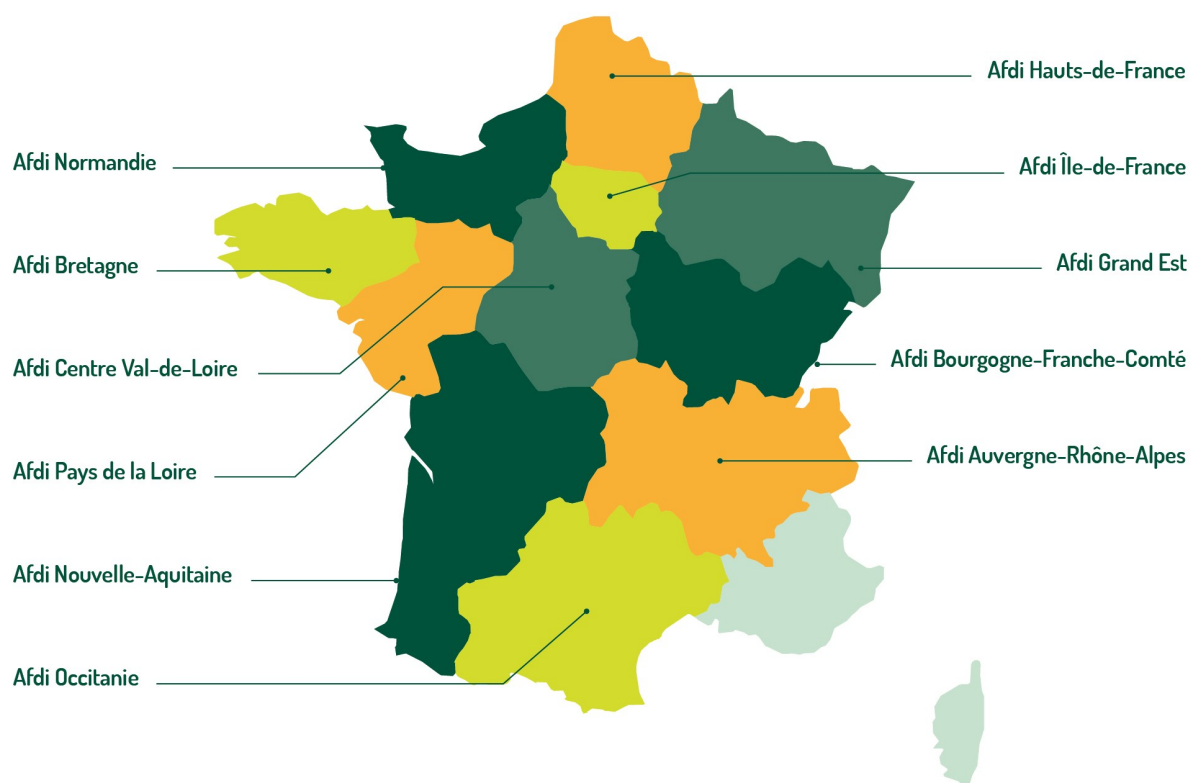 Afdi Hauts-de-France
Afdi Normandie
Afdi Île-de-France
Afdi Bretagne
Afdi Grand Est
Afdi Centre Val-de-Loire
Afdi Bourgogne-Franche-Comté
Afdi Pays de la Loire
Afdi Auvergne-Rhône-Alpes
Afdi Nouvelle-Aquitaine
Afdi Occitanie